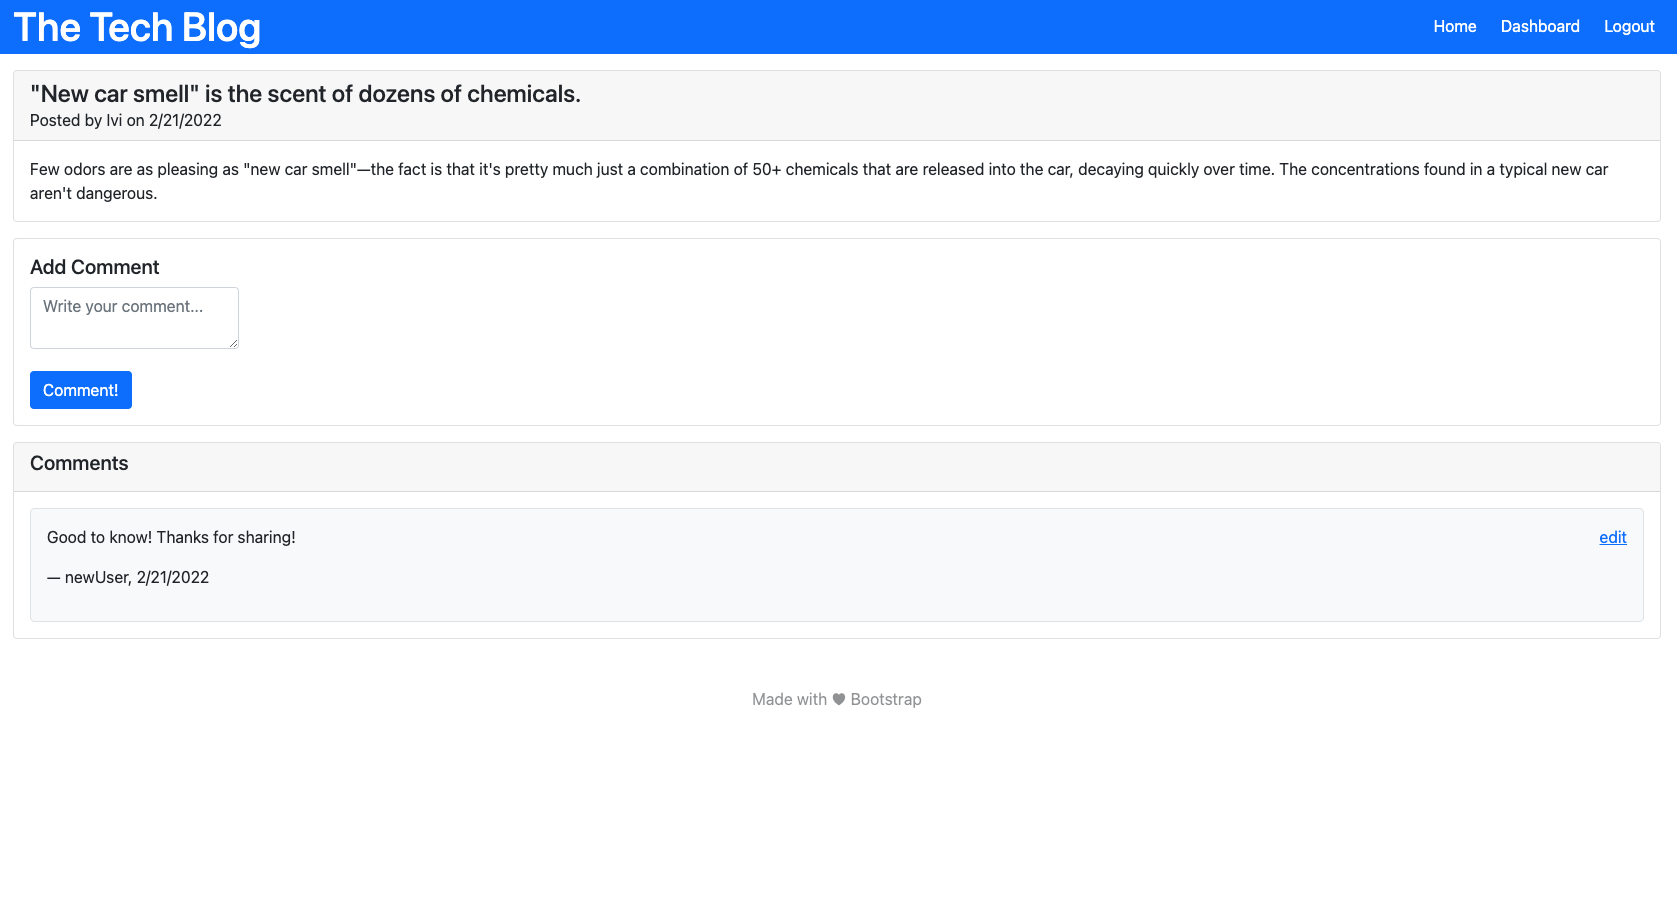 The Tech Blog
Home Dashboard Logout
"New car smell" is the scent of dozens of chemicals.
Posted by lvi on 2/21/2022
Few odors are as pleasing as "new car smell"—the fact is that it's pretty much just a combination of 50+ chemicals that are released into the car, decaying quickly over time. The concentrations found in a typical new car
aren't dangerous.
Add Comment
Write your comment...
Comment!
Comments
Good to know! Thanks for sharing!
edit
— newUser, 2/21/2022
Made with ♥ Bootstrap